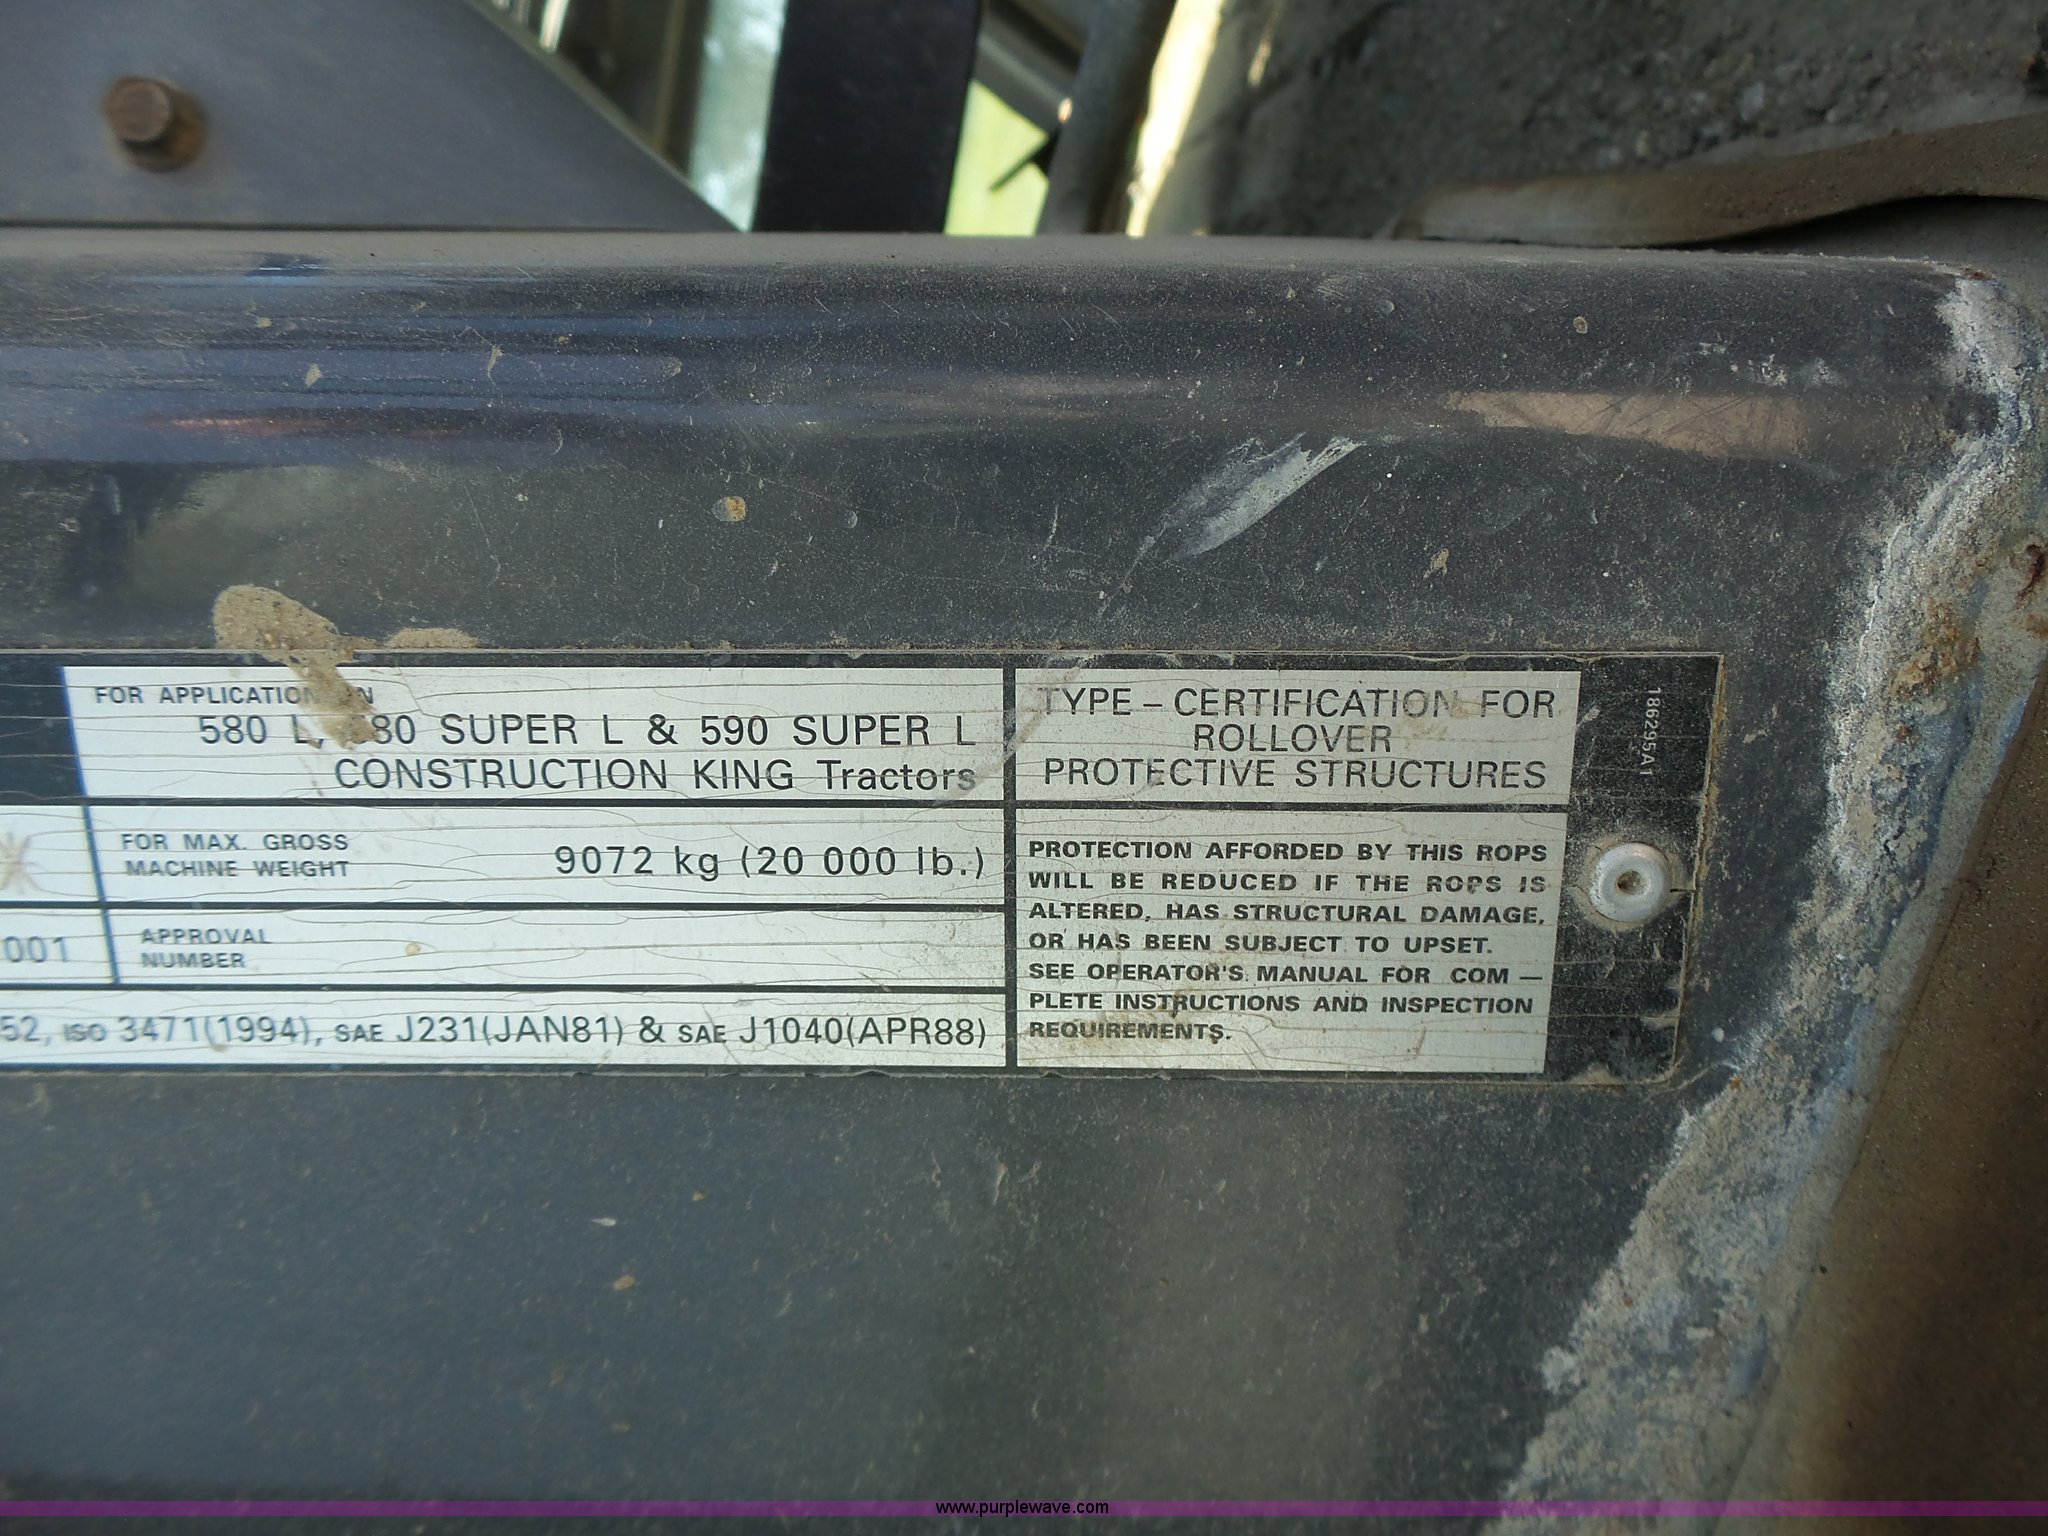 FOR APPLICATION IN
580 L, 580 SUPER L & 590 SUPER L
CONSTRUCTION KING Tractors
FOR MAX. GROSS
MACHINE WEIGHT
9072 kg (20 000 lb.)
001
APPROVAL
NUMBER
52, ISO 3471(1994), SAE J231(JAN81) & SAE J1040(APR88)
TYPE – CERTIFICATION FOR
ROLLOVER
PROTECTIVE STRUCTURES
PROTECTION AFFORDED BY THIS ROPS
WILL BE REDUCED IF THE ROPS IS
ALTERED, HAS STRUCTURAL DAMAGE,
OR HAS BEEN SUBJECT TO UPSET.
SEE OPERATOR'S MANUAL FOR COM —
PLETE INSTRUCTIONS AND INSPECTION
REQUIREMENTS.
186295A1
www.purplewave.com